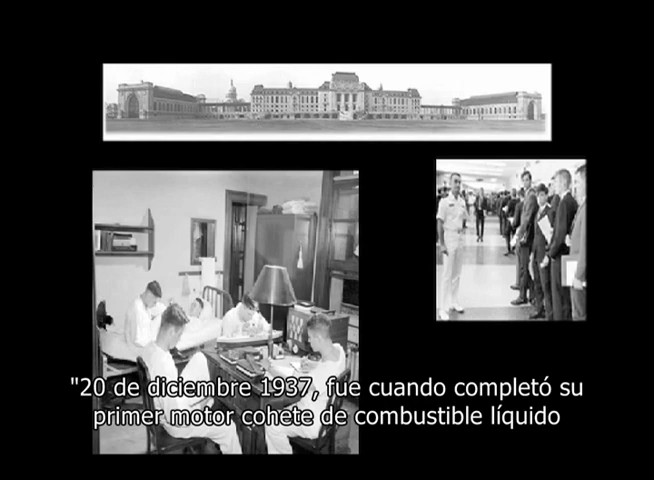 "20 de diciembre 1937, fue cuando completó su
primer motor cohete de combustible líquido